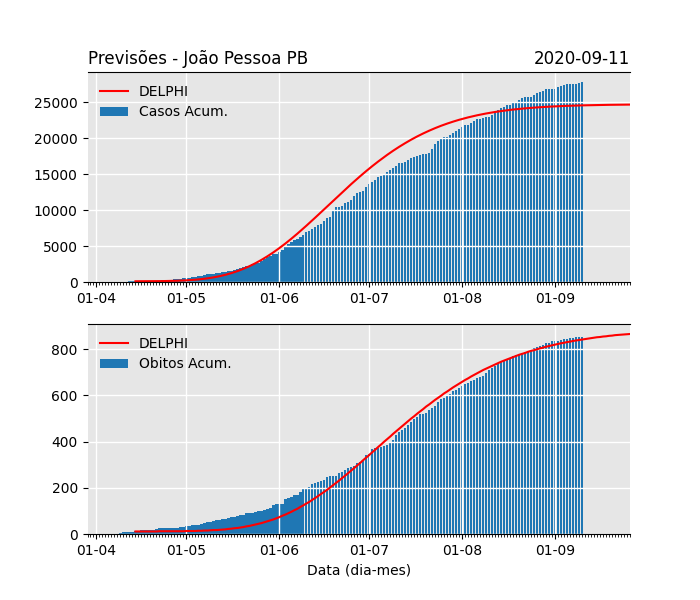 Previsões - João Pessoa PB 2020-09-11
DELPHI
Casos Acum.
25000
20000
15000
10000
5000
0
01-04 01-05 01-06 01-07 01-08 01-09
DELPHI
Obitos Acum.
800
600
400
200
0
01-04 01-05 01-06 01-07 01-08 01-09
Data (dia-mes)